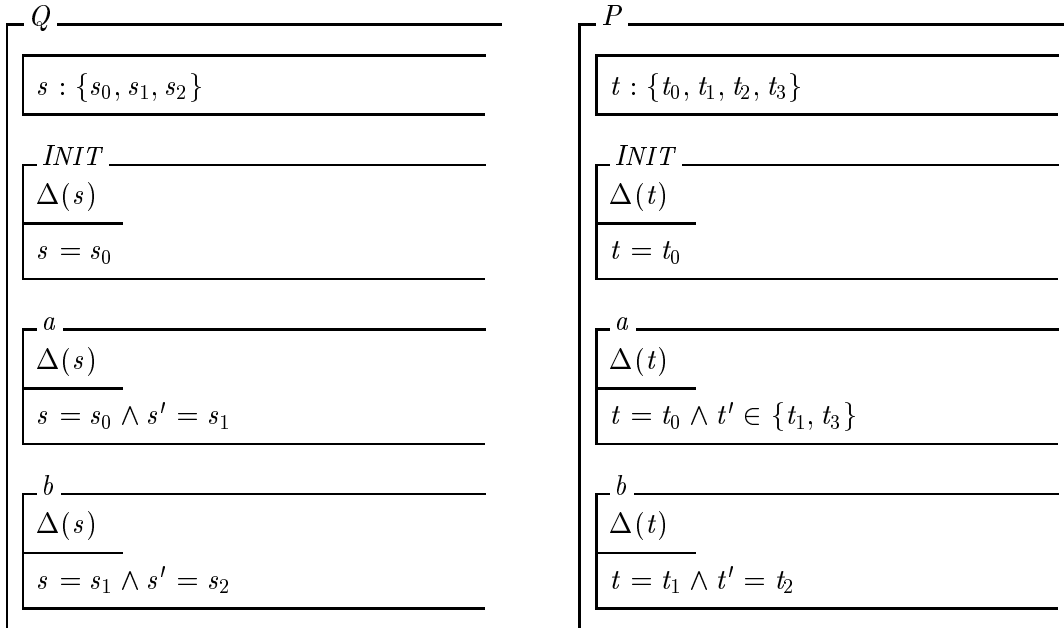 Q
s : {s₀, s₁, s₂}
INIT
Δ(s)
s = s₀
a
Δ(s)
s = s₀ ∧ s′ = s₁
b
Δ(s)
s = s₁ ∧ s′ = s₂
P
t : {t₀, t₁, t₂, t₃}
INIT
Δ(t)
t = t₀
a
Δ(t)
t = t₀ ∧ t′ ∈ {t₁, t₃}
b
Δ(t)
t = t₁ ∧ t′ = t₂